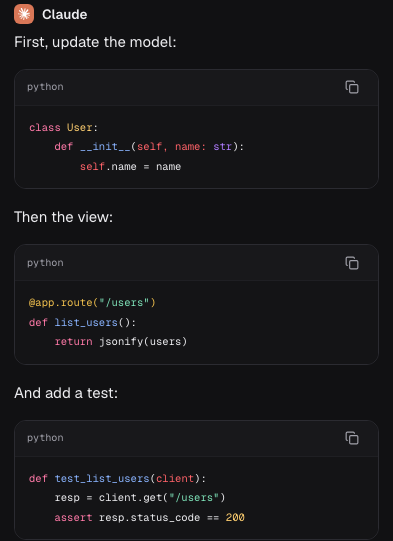 Claude
First, update the model:
python
class User:
    def __init__(self, name: str):
        self.name = name
Then the view:
python
@app.route("/users")
def list_users():
    return jsonify(users)
And add a test:
python
def test_list_users(client):
    resp = client.get("/users")
    assert resp.status_code == 200